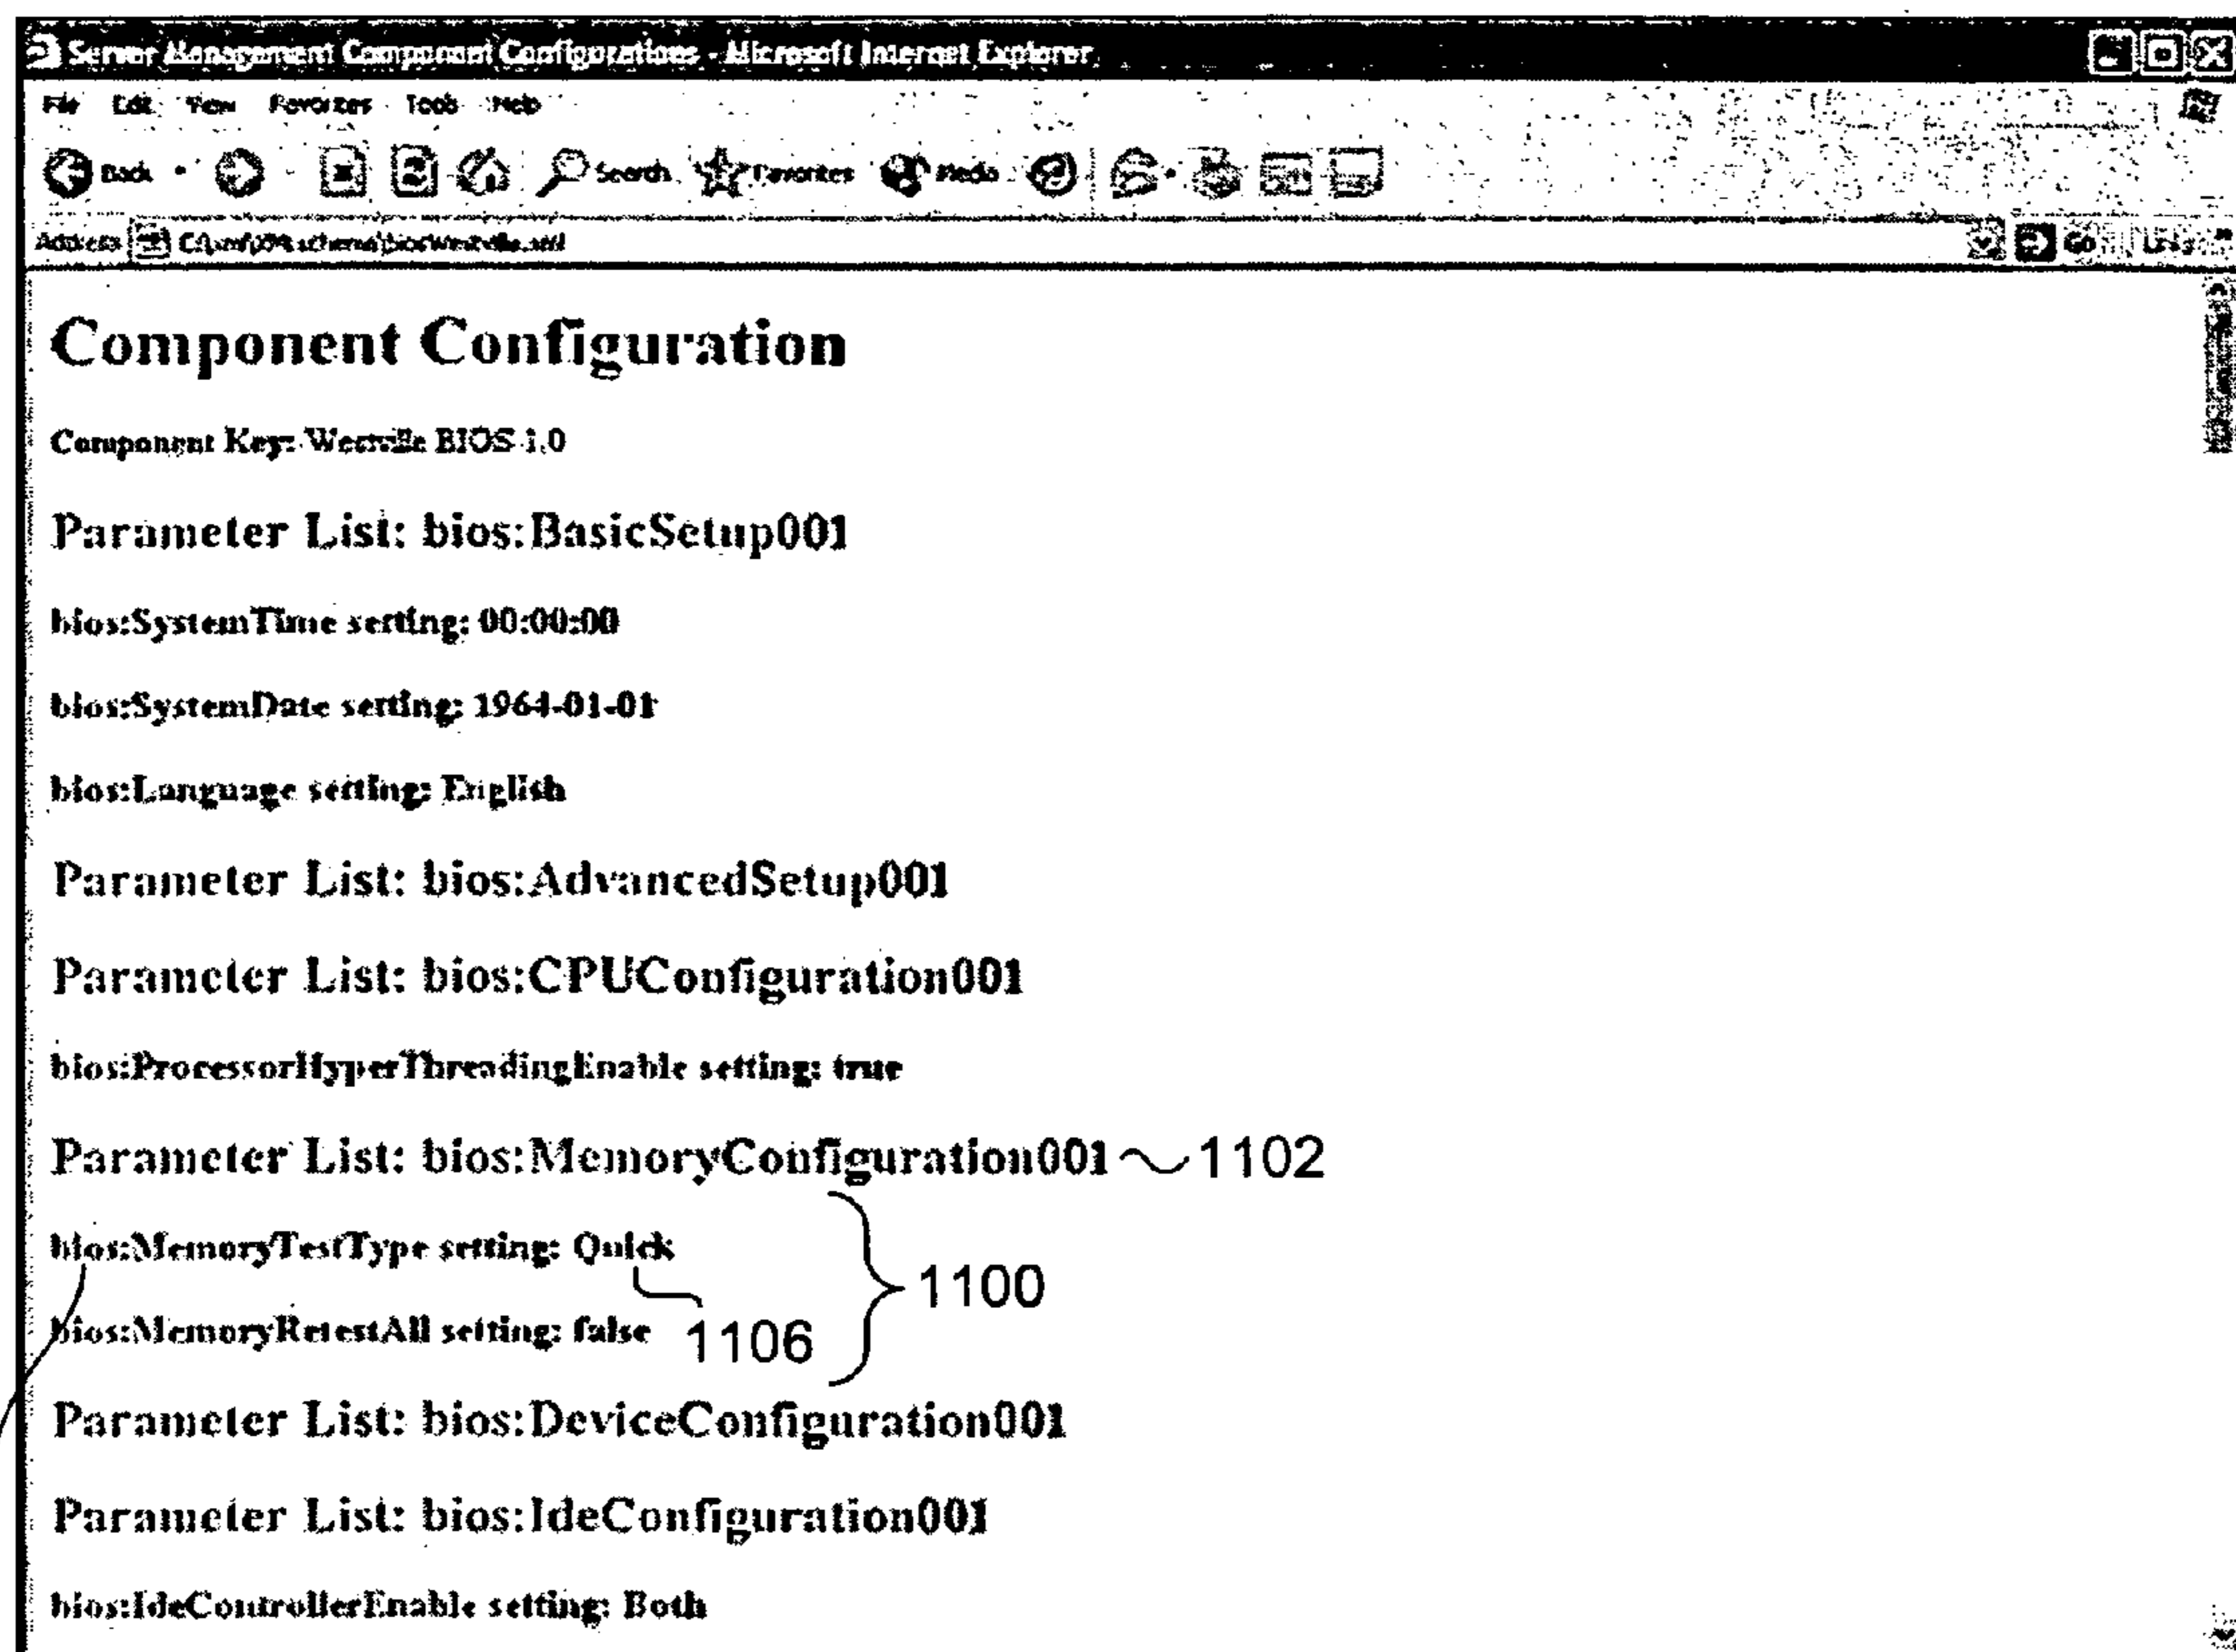 Server Management Component Configurations - Microsoft Internet Explorer
File Edit View Favorites Tools Help
Back Search Favorites Media
Address Go Links
Component Configuration
Component Key: Westville BIOS 1.0
Parameter List: bios:BasicSetup001
bios:SystemTime setting: 00:00:00
bios:SystemDate setting: 1964-01-01
bios:Language setting: English
Parameter List: bios:AdvancedSetup001
Parameter List: bios:CPUConfiguration001
bios:ProcessorHyperThreadingEnable setting: true
Parameter List: bios:MemoryConfiguration001 1102
bios:MemoryTestType setting: Quick
1100
bios:MemoryRetestAll setting: false 1106
Parameter List: bios:DeviceConfiguration001
Parameter List: bios:IdeConfiguration001
bios:IdeControllerEnable setting: Both